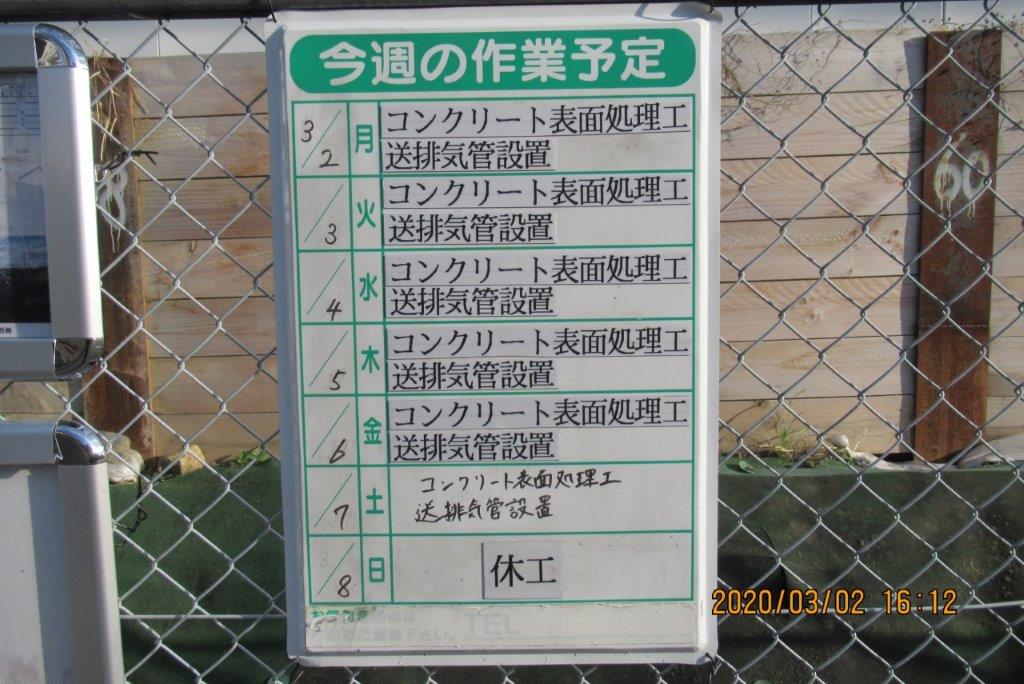 今週の作業予定
3/2 月 コンクリート表面処理工
送排気管設置
/3 火 コンクリート表面処理工
送排気管設置
/4 水 コンクリート表面処理工
送排気管設置
/5 木 コンクリート表面処理工
送排気管設置
/6 金 コンクリート表面処理工
送排気管設置
/7 土 コンクリート表面処理工
送排気管設置
/8 日 休工
TEL
60
2020/03/02 16:12